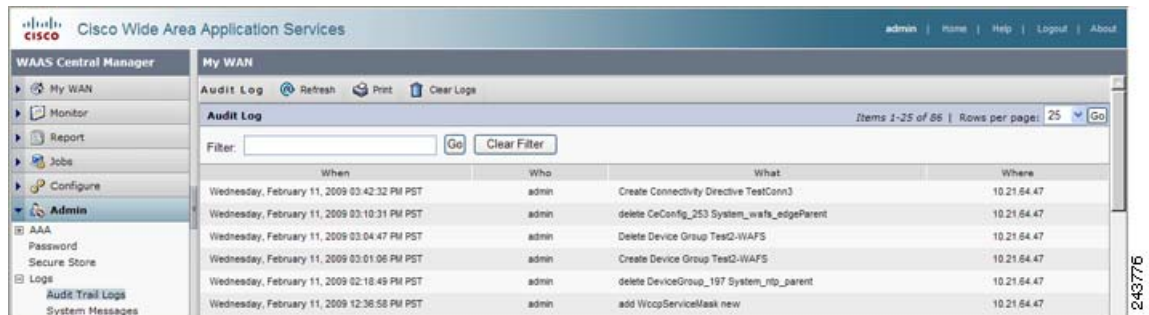 CISCO
Cisco Wide Area Application Services
admin | Home | Help | Logout | About
WAAS Central Manager
My WAN
My WAN
Monitor
Report
Jobs
Configure
Admin
AAA
Password
Secure Store
Logs
Audit Trail Logs
System Messages
Audit Log Refresh Print Clear Logs
Audit Log
Items 1-25 of 86 | Rows per page: 25 Go
Filter: Go Clear Filter
When Who What Where
Wednesday, February 11, 2009 03:42:32 PM PST admin Create Connectivity Directive TestConn3 10.21.64.47
Wednesday, February 11, 2009 03:10:31 PM PST admin delete CeConfig_253 System_wafs_edgeParent 10.21.64.47
Wednesday, February 11, 2009 03:04:47 PM PST admin Delete Device Group Test2-WAFS 10.21.64.47
Wednesday, February 11, 2009 03:01:06 PM PST admin Create Device Group Test2-WAFS 10.21.64.47
Wednesday, February 11, 2009 02:18:49 PM PST admin delete DeviceGroup_197 System_ntp_parent 10.21.64.47
Wednesday, February 11, 2009 12:36:58 PM PST admin add WccpServiceMask new 10.21.64.47
243776